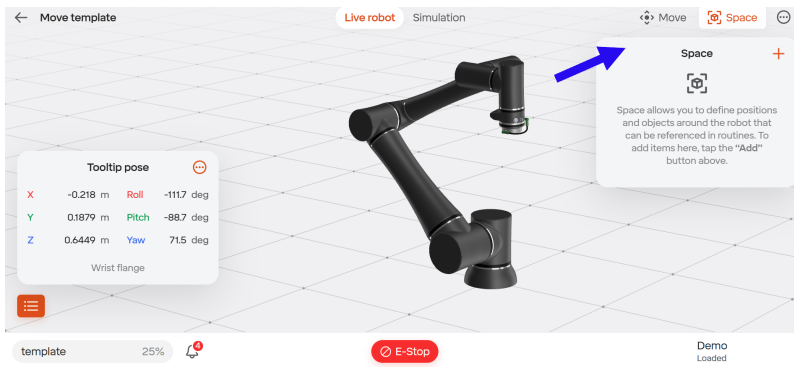 Move template
Live robot Simulation
Move Space
Space
Space allows you to define positions
and objects around the robot that
can be referenced in routines. To
add items here, tap the "Add"
button above.
Tooltip pose
X -0.218 m Roll -111.7 deg
Y 0.1879 m Pitch -88.7 deg
Z 0.6449 m Yaw 71.5 deg
Wrist flange
template 25% 4
E-Stop
Demo
Loaded